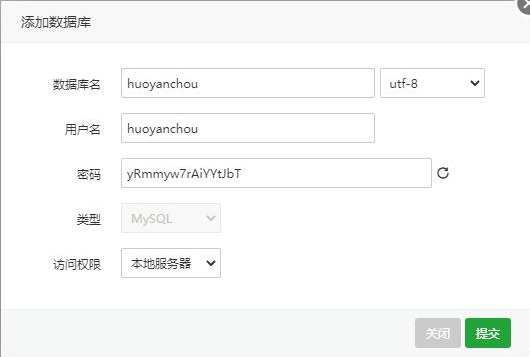 添加数据库
数据库名 huoyanchou utf-8
用户名 huoyanchou
密码 yRmmyw7rAiYYtJbT
类型 MySQL
访问权限 本地服务器
关闭 提交